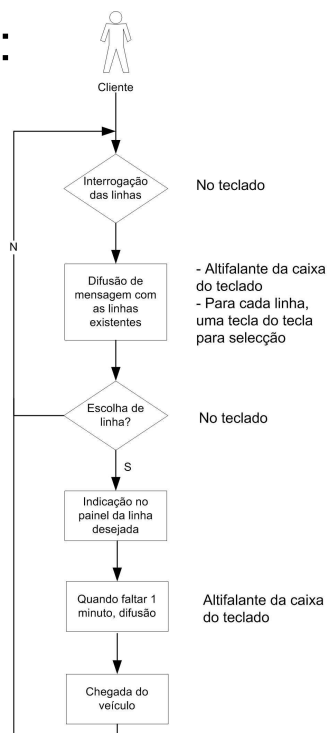 Cliente
Interrogação
das linhas
No teclado
N
Difusão de
mensagem com
as linhas
existentes
- Altifalante da caixa
do teclado
- Para cada linha,
uma tecla do tecla
para selecção
Escolha de
linha?
No teclado
S
Indicação no
painel da linha
desejada
Quando faltar 1
minuto, difusão
Altifalante da caixa
do teclado
Chegada do
veículo